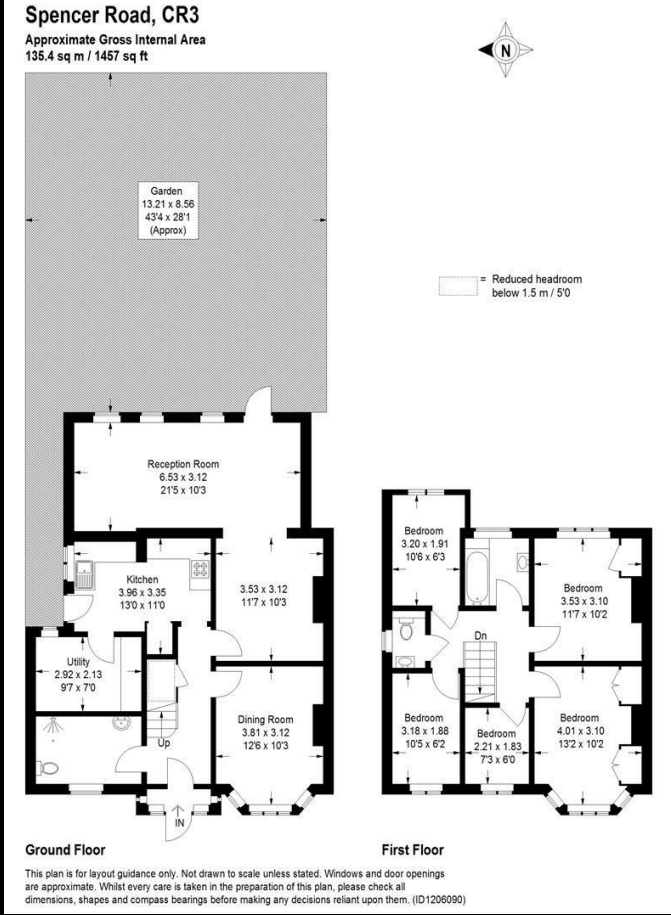 Spencer Road, CR3
Approximate Gross Internal Area
135.4 sq m / 1457 sq ft
N
Garden
13.21 x 8.56
43'4 x 28'1
(Approx)
= Reduced headroom
below 1.5 m / 5'0
Reception Room
6.53 x 3.12
21'5 x 10'3
Kitchen
3.96 x 3.35
13'0 x 11'0
3.53 x 3.12
11'7 x 10'3
Utility
2.92 x 2.13
9'7 x 7'0
Up
Dining Room
3.81 x 3.12
12'6 x 10'3
IN
Bedroom
3.20 x 1.91
10'6 x 6'3
Bedroom
3.53 x 3.10
11'7 x 10'2
Dn
Bedroom
3.18 x 1.88
10'5 x 6'2
Bedroom
2.21 x 1.83
7'3 x 6'0
Bedroom
4.01 x 3.10
13'2 x 10'2
Ground Floor
First Floor
This plan is for layout guidance only. Not drawn to scale unless stated. Windows and door openings
are approximate. Whilst every care is taken in the preparation of this plan, please check all
dimensions, shapes and compass bearings before making any decisions reliant upon them. (ID1206090)